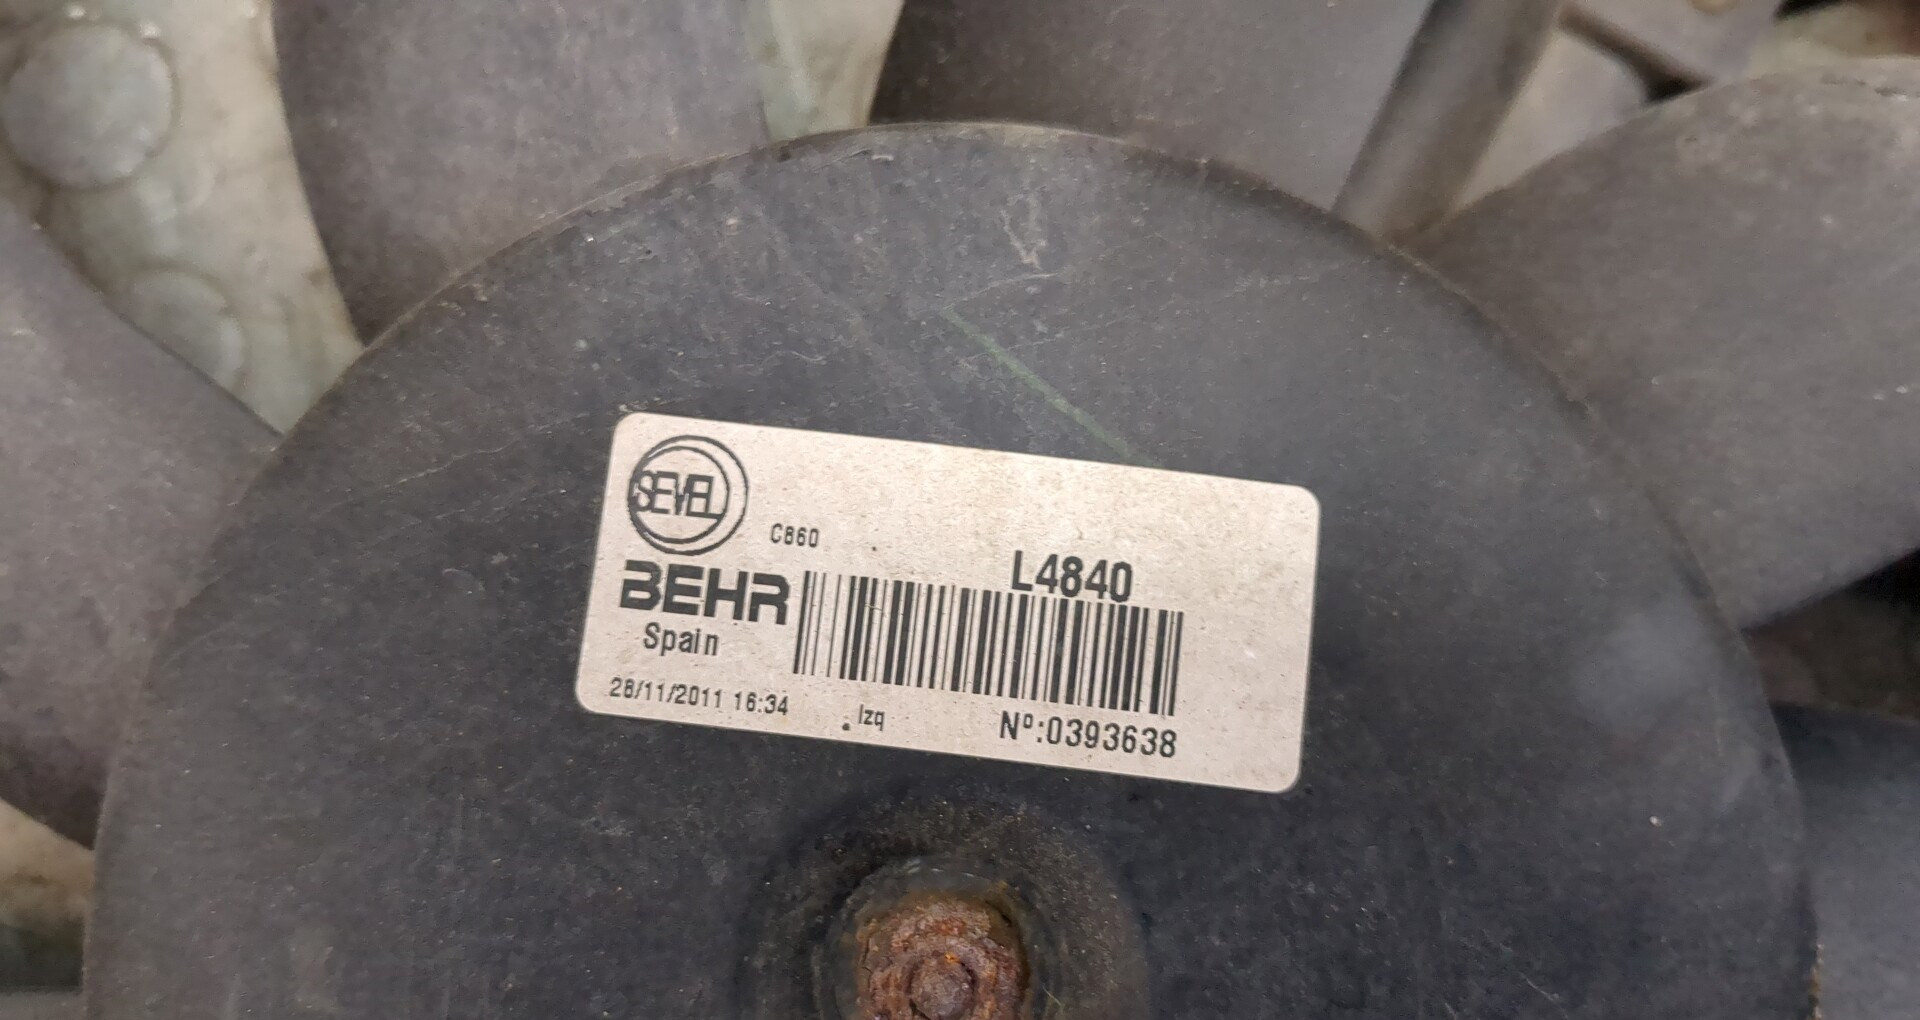 SEVEL
C860
L4840
BEHR
Spain
28/11/2011 16:34
.Izq
Nº:0393638